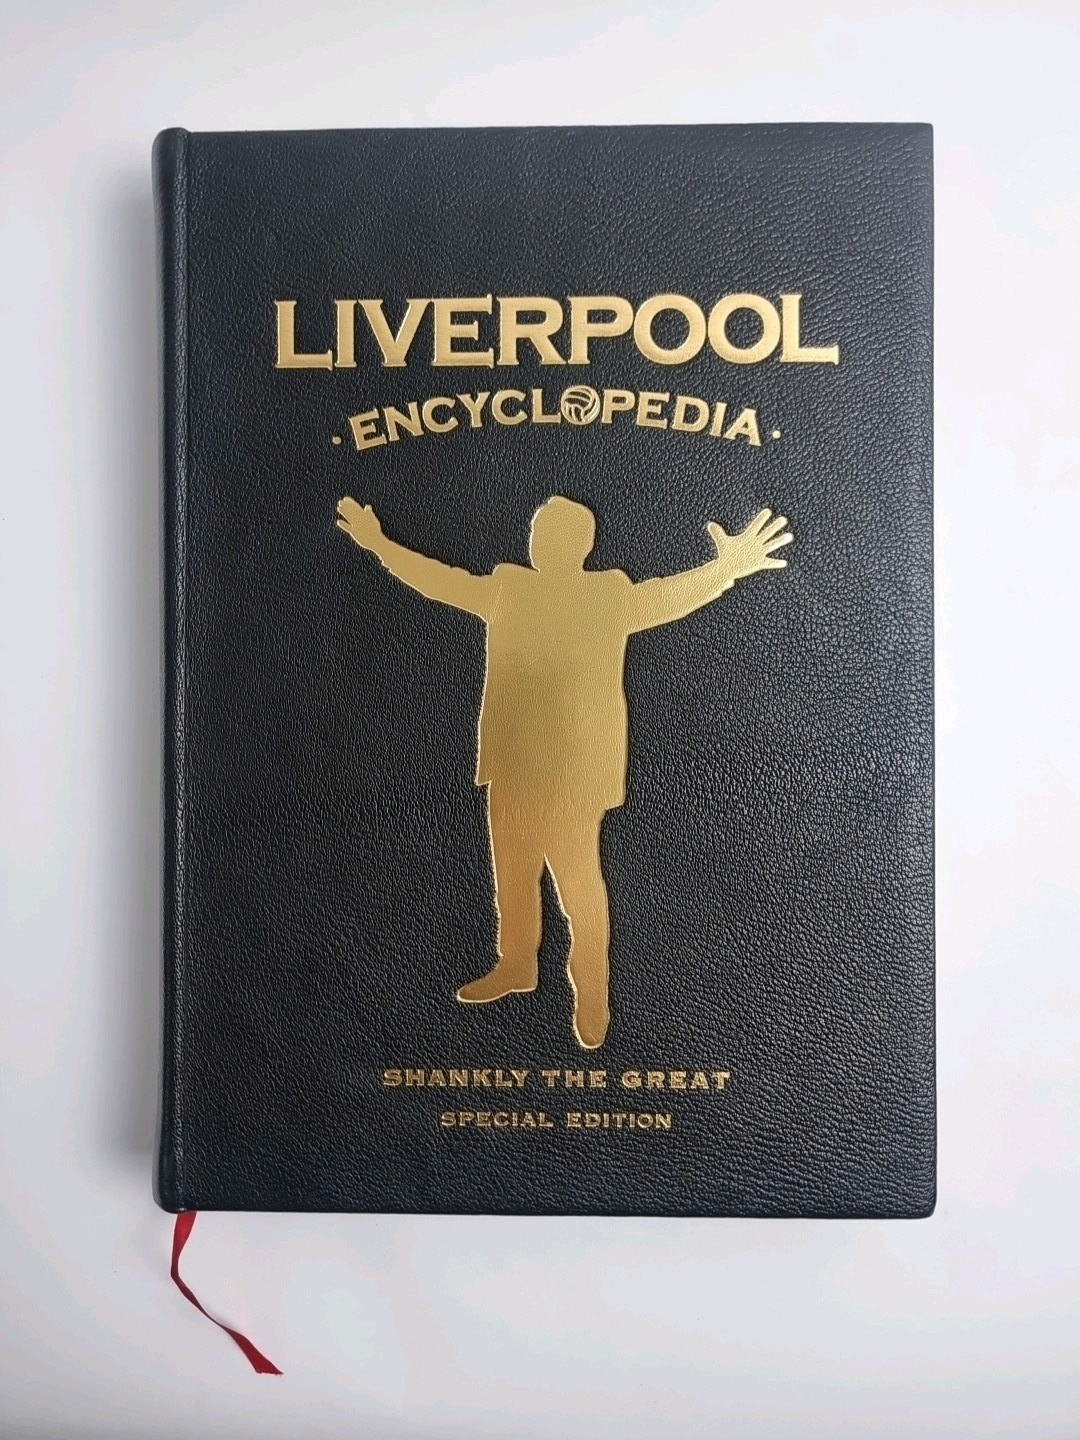 LIVERPOOL
· ENCYCLOPEDIA ·
SHANKLY THE GREAT
SPECIAL EDITION